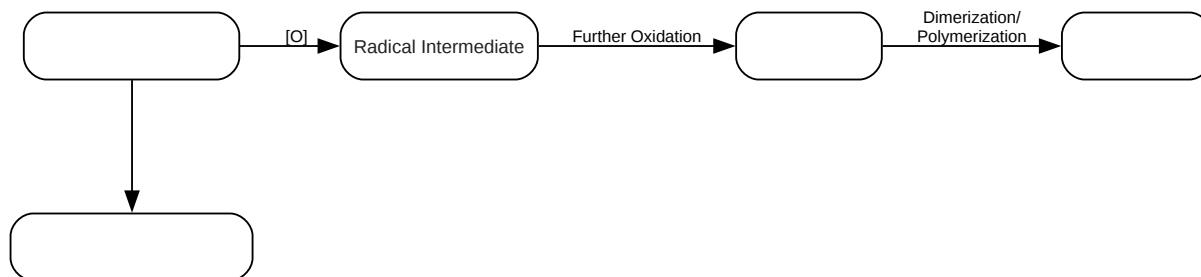 [O]
Radical Intermediate
Further Oxidation
Dimerization/
Polymerization